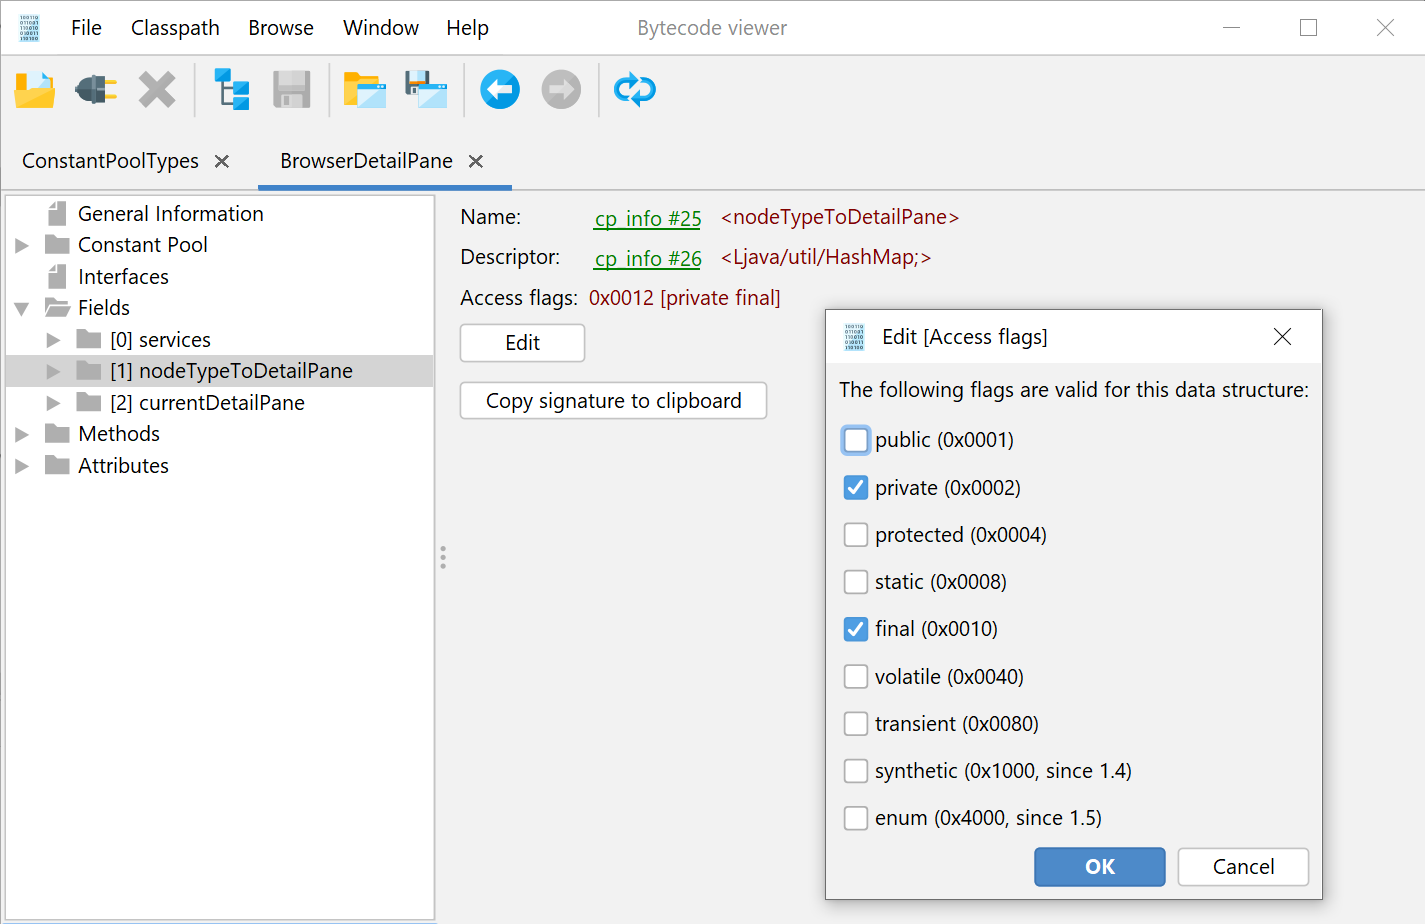 File Classpath Browse Window Help Bytecode viewer
ConstantPoolTypes BrowserDetailPane
General Information
Constant Pool
Interfaces
Fields
[0] services
[1] nodeTypeToDetailPane
[2] currentDetailPane
Methods
Attributes
Name: cp_info #25 <nodeTypeToDetailPane>
Descriptor: cp_info #26 <Ljava/util/HashMap;>
Access flags: 0x0012 [private final]
Edit
Copy signature to clipboard
Edit [Access flags]
The following flags are valid for this data structure:
public (0x0001)
private (0x0002)
protected (0x0004)
static (0x0008)
final (0x0010)
volatile (0x0040)
transient (0x0080)
synthetic (0x1000, since 1.4)
enum (0x4000, since 1.5)
OK Cancel